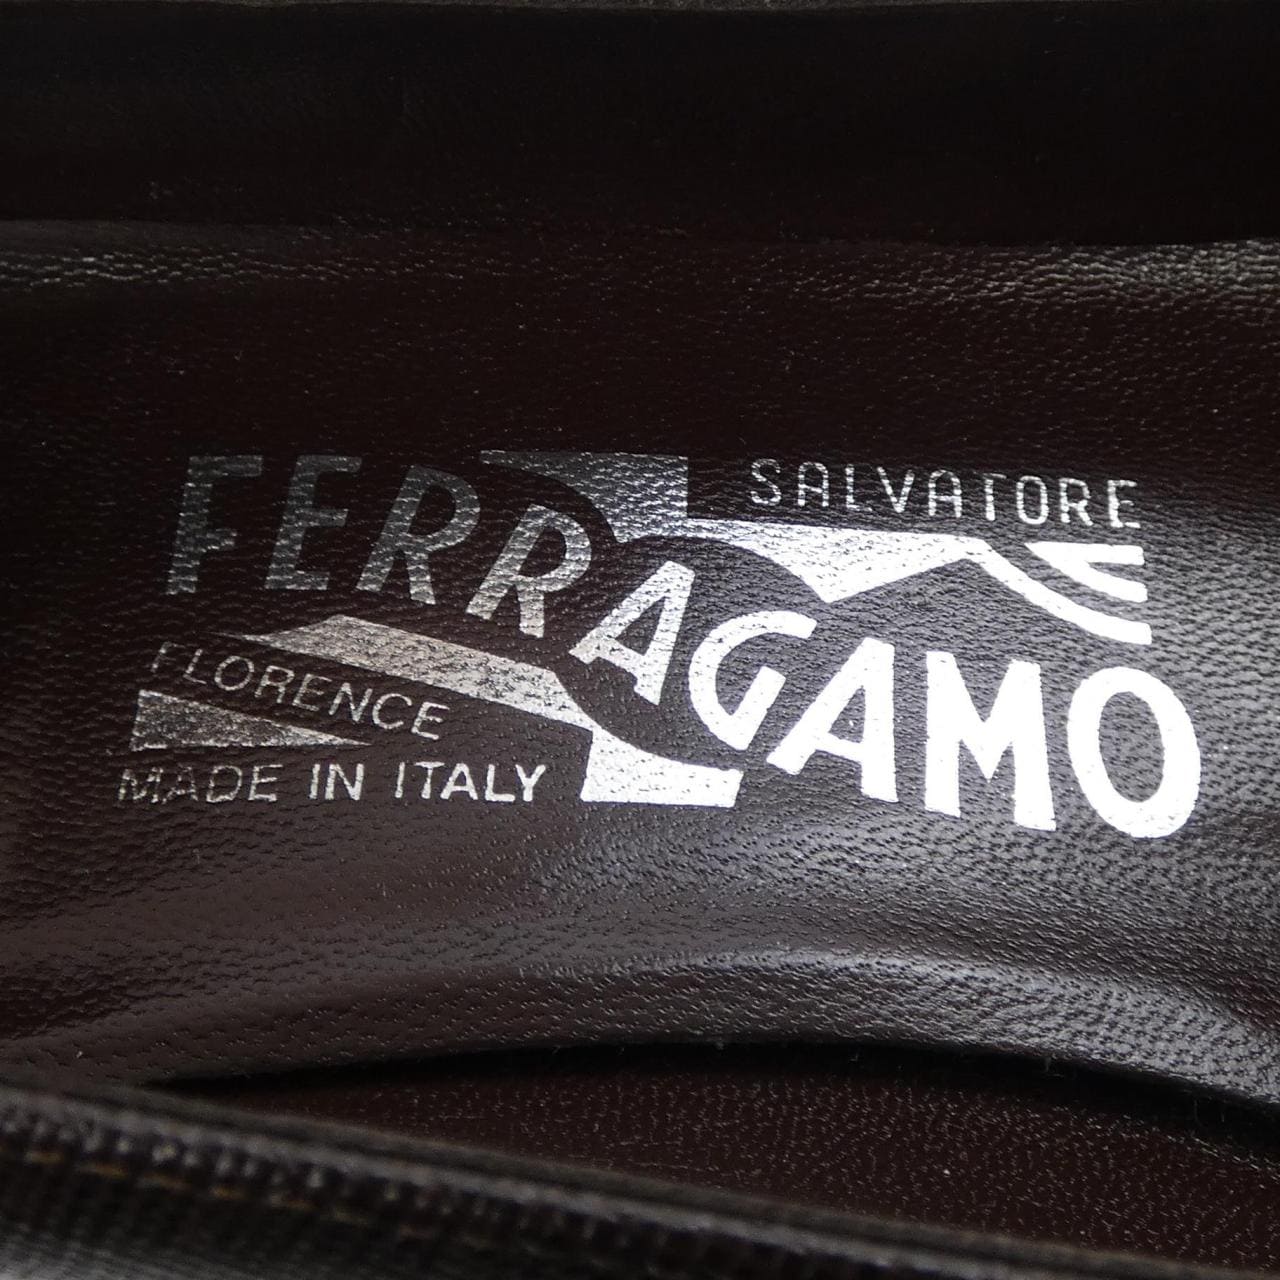 SALVATORE
FERRAGAMO
FLORENCE
MADE IN ITALY